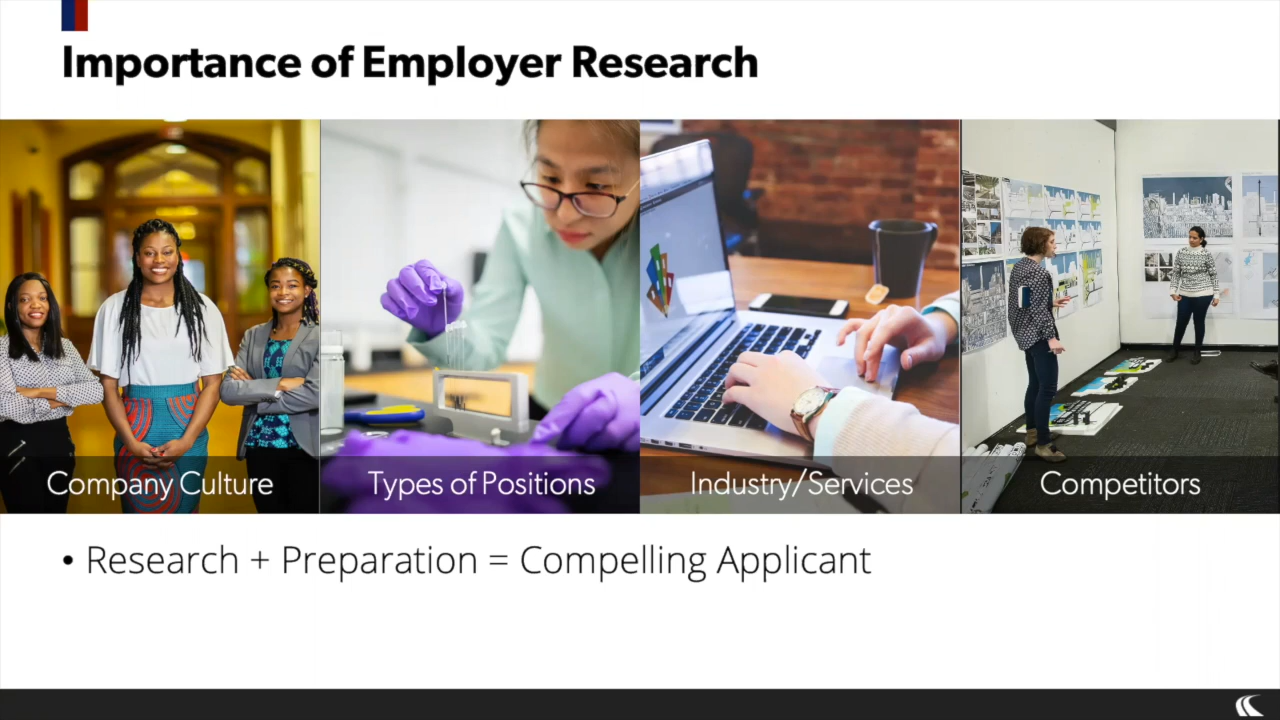 Importance of Employer Research
Company Culture
Types of Positions
Industry/Services
Competitors
• Research + Preparation = Compelling Applicant